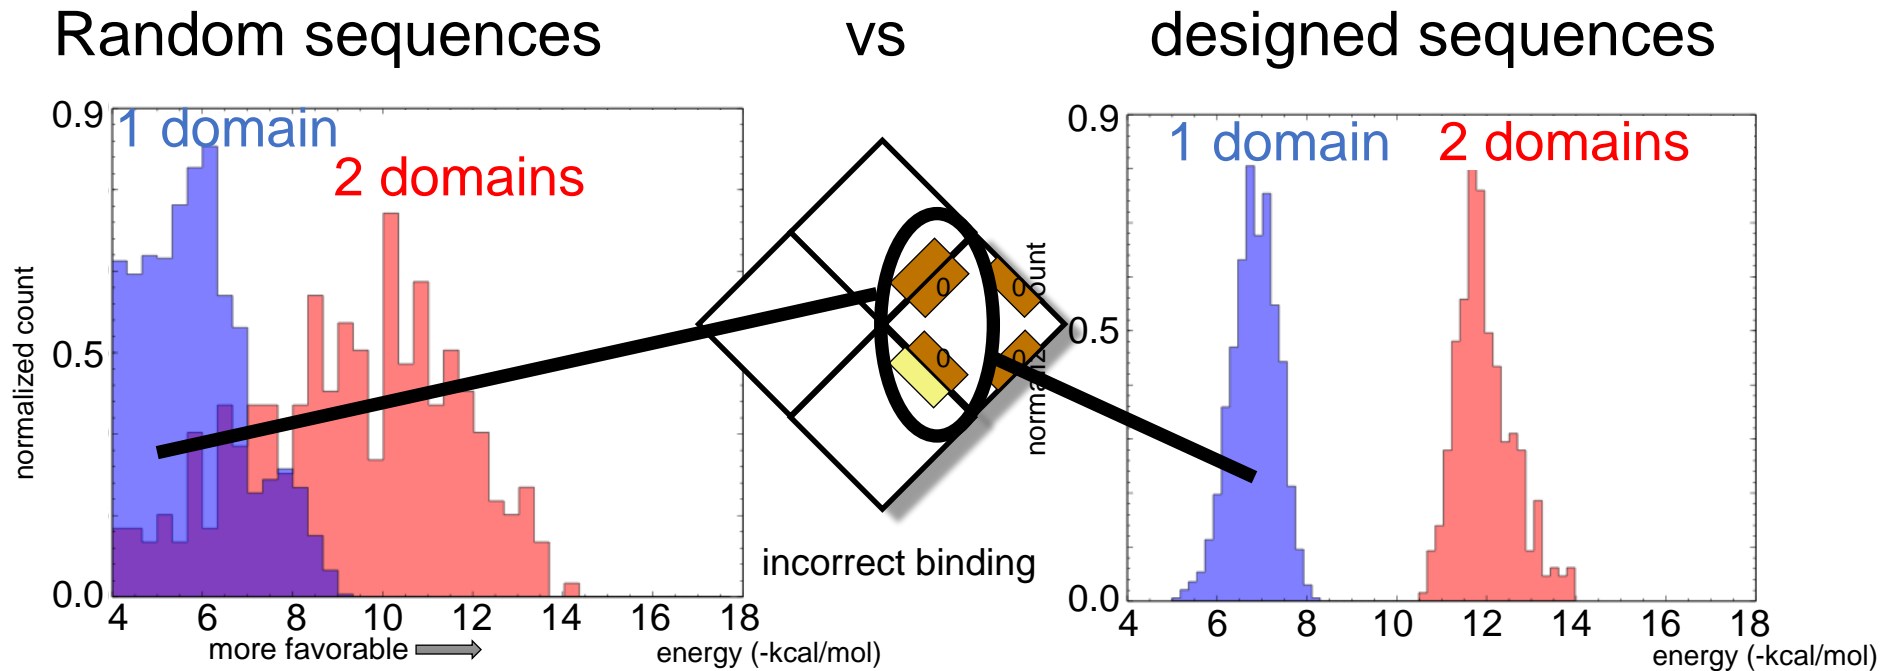 Random sequences vs designed sequences
0.9
1 domain
2 domains
normalized count
0.5
0.0
4 6 8 10 12 14 16 18
more favorable
energy (-kcal/mol)
0 0
0 0
incorrect binding
0.9
1 domain 2 domains
0.5
0.0
4 6 8 10 12 14 16 18
energy (-kcal/mol)